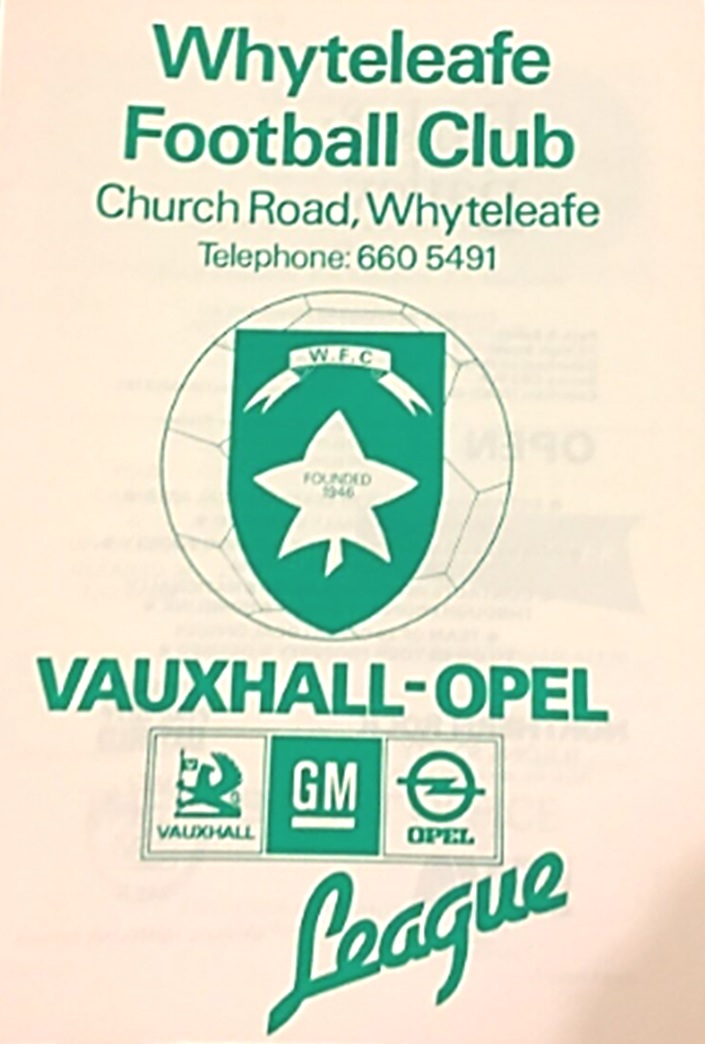 Whyteleafe
Football Club
Church Road, Whyteleafe
Telephone: 660 5491
W.F.C
FOUNDED
1946
VAUXHALL-OPEL
GM
VAUXHALL
OPEL
League